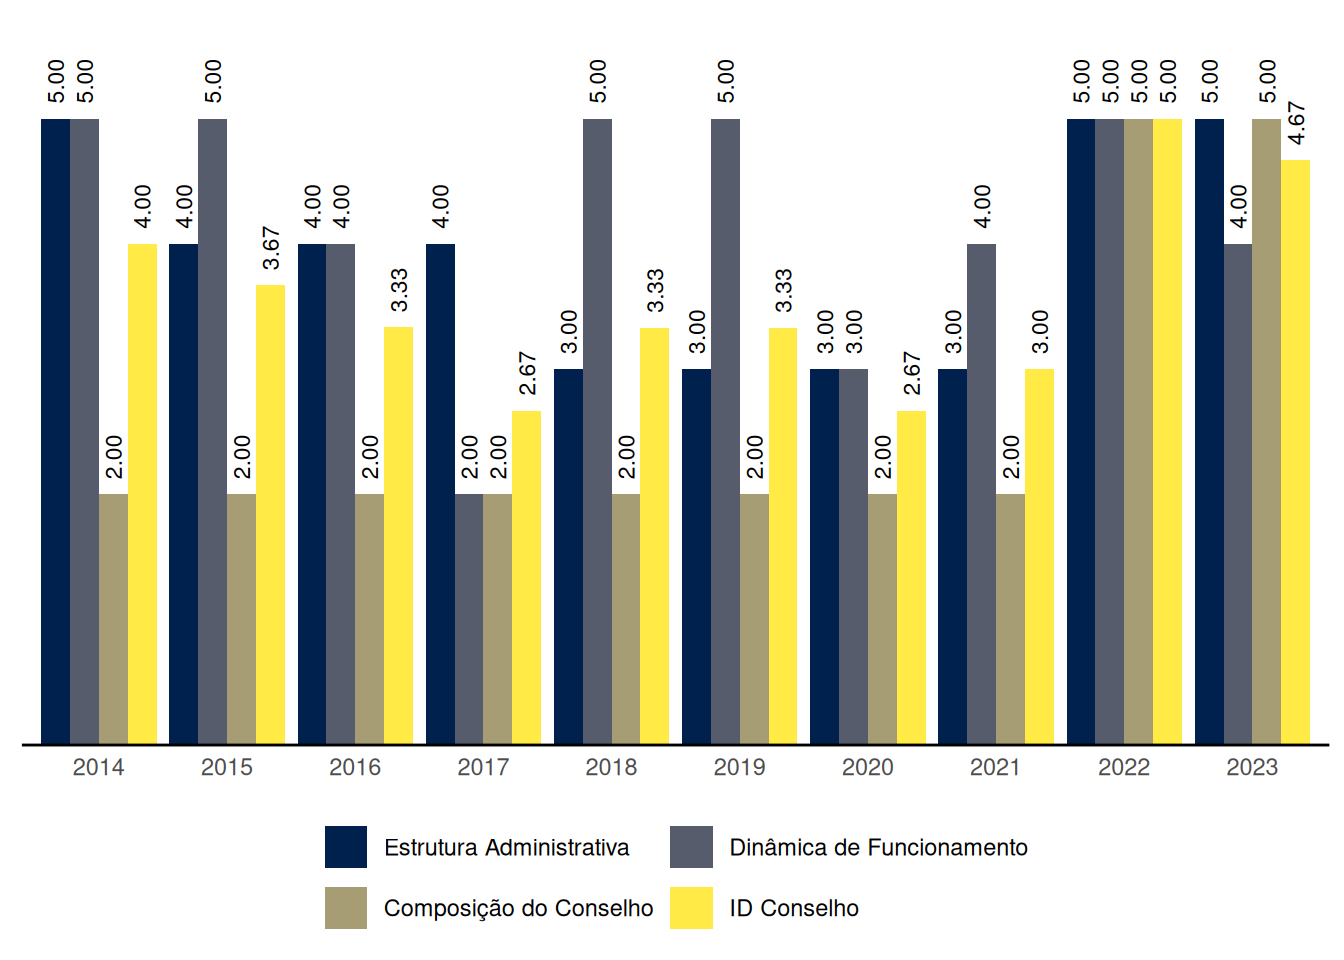 5.00 5.00 2.00 4.00
4.00 5.00 2.00 3.67
4.00 4.00 2.00 3.33
4.00 2.00 2.00 2.67
3.00 5.00 2.00 3.33
3.00 5.00 2.00 3.33
3.00 3.00 2.00 2.67
3.00 4.00 2.00 3.00
5.00 5.00 5.00 5.00
5.00 4.00 5.00 4.67
2014 2015 2016 2017 2018 2019 2020 2021 2022 2023
Estrutura Administrativa Dinâmica de Funcionamento
Composição do Conselho ID Conselho